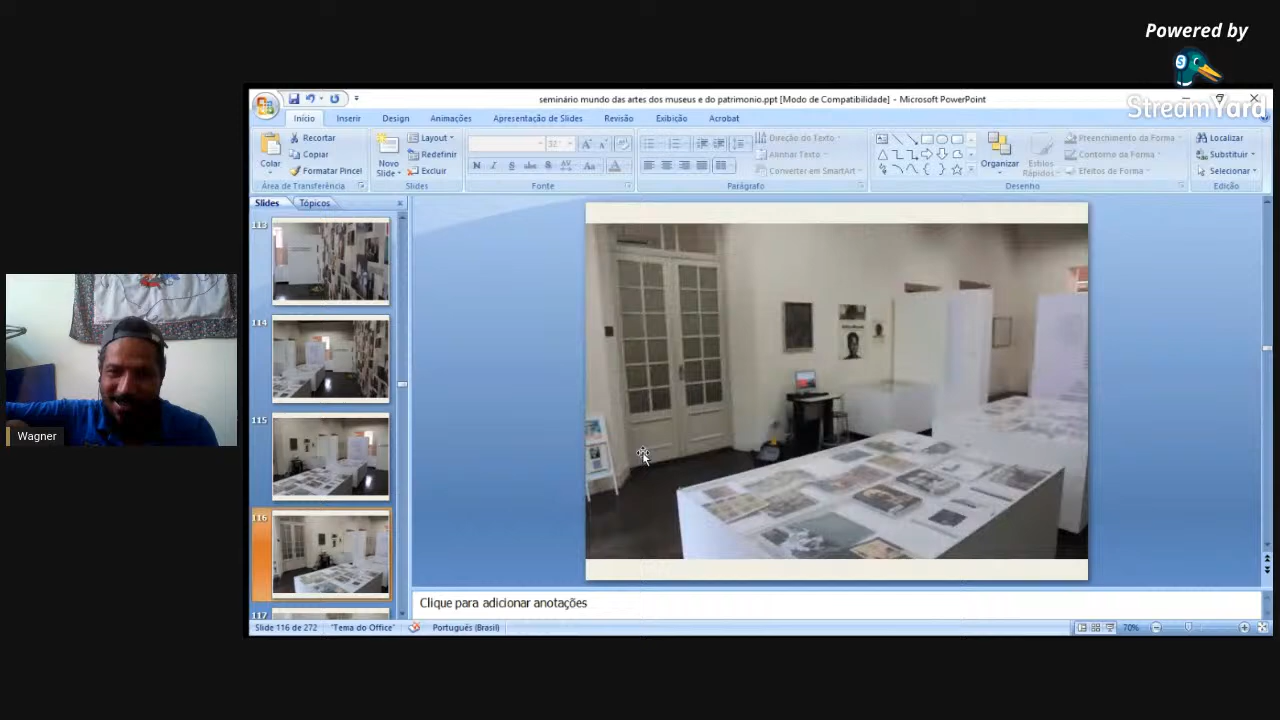 Powered by
StreamYard
seminário mundo das artes dos museus e do patrimonio.ppt [Modo de Compatibilidade] - Microsoft PowerPoint
Início Inserir Design Animações Apresentação de Slides Revisão Exibição Acrobat
Colar
Recortar
Copiar
Formatar Pincel
Área de Transferência
Novo
Slide
Layout
Redefinir
Excluir
Slides
32
N I S S AV Aa A
Fonte
Direção do Texto
Alinhar Texto
Converter em SmartArt
Parágrafo
Organizar
Estilos
Rápidos
Preenchimento da Forma
Contorno da Forma
Efeitos de Forma
Desenho
Localizar
Substituir
Selecionar
Edição
Slides Tópicos
113
114
115
116
117
Wagner
Clique para adicionar anotações
Slide 116 de 272 "Tema do Office" Português (Brasil) 70%